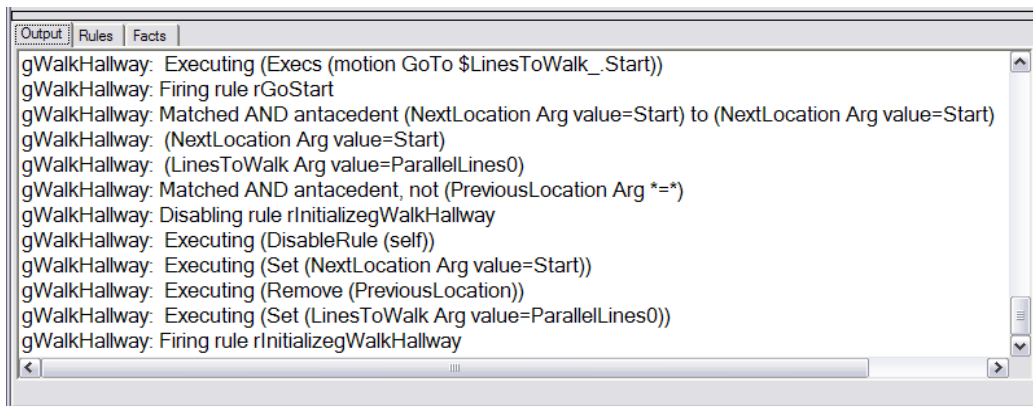 Output Rules Facts
gWalkHallway:  Executing (Execs (motion GoTo $LinesToWalk_.Start))
gWalkHallway: Firing rule rGoStart
gWalkHallway: Matched AND antacedent (NextLocation Arg value=Start) to (NextLocation Arg value=Start)
gWalkHallway:  (NextLocation Arg value=Start)
gWalkHallway:  (LinesToWalk Arg value=ParallelLines0)
gWalkHallway: Matched AND antacedent, not (PreviousLocation Arg *=*)
gWalkHallway: Disabling rule rInitializegWalkHallway
gWalkHallway:  Executing (DisableRule (self))
gWalkHallway:  Executing (Set (NextLocation Arg value=Start))
gWalkHallway:  Executing (Remove (PreviousLocation))
gWalkHallway:  Executing (Set (LinesToWalk Arg value=ParallelLines0))
gWalkHallway: Firing rule rInitializegWalkHallway